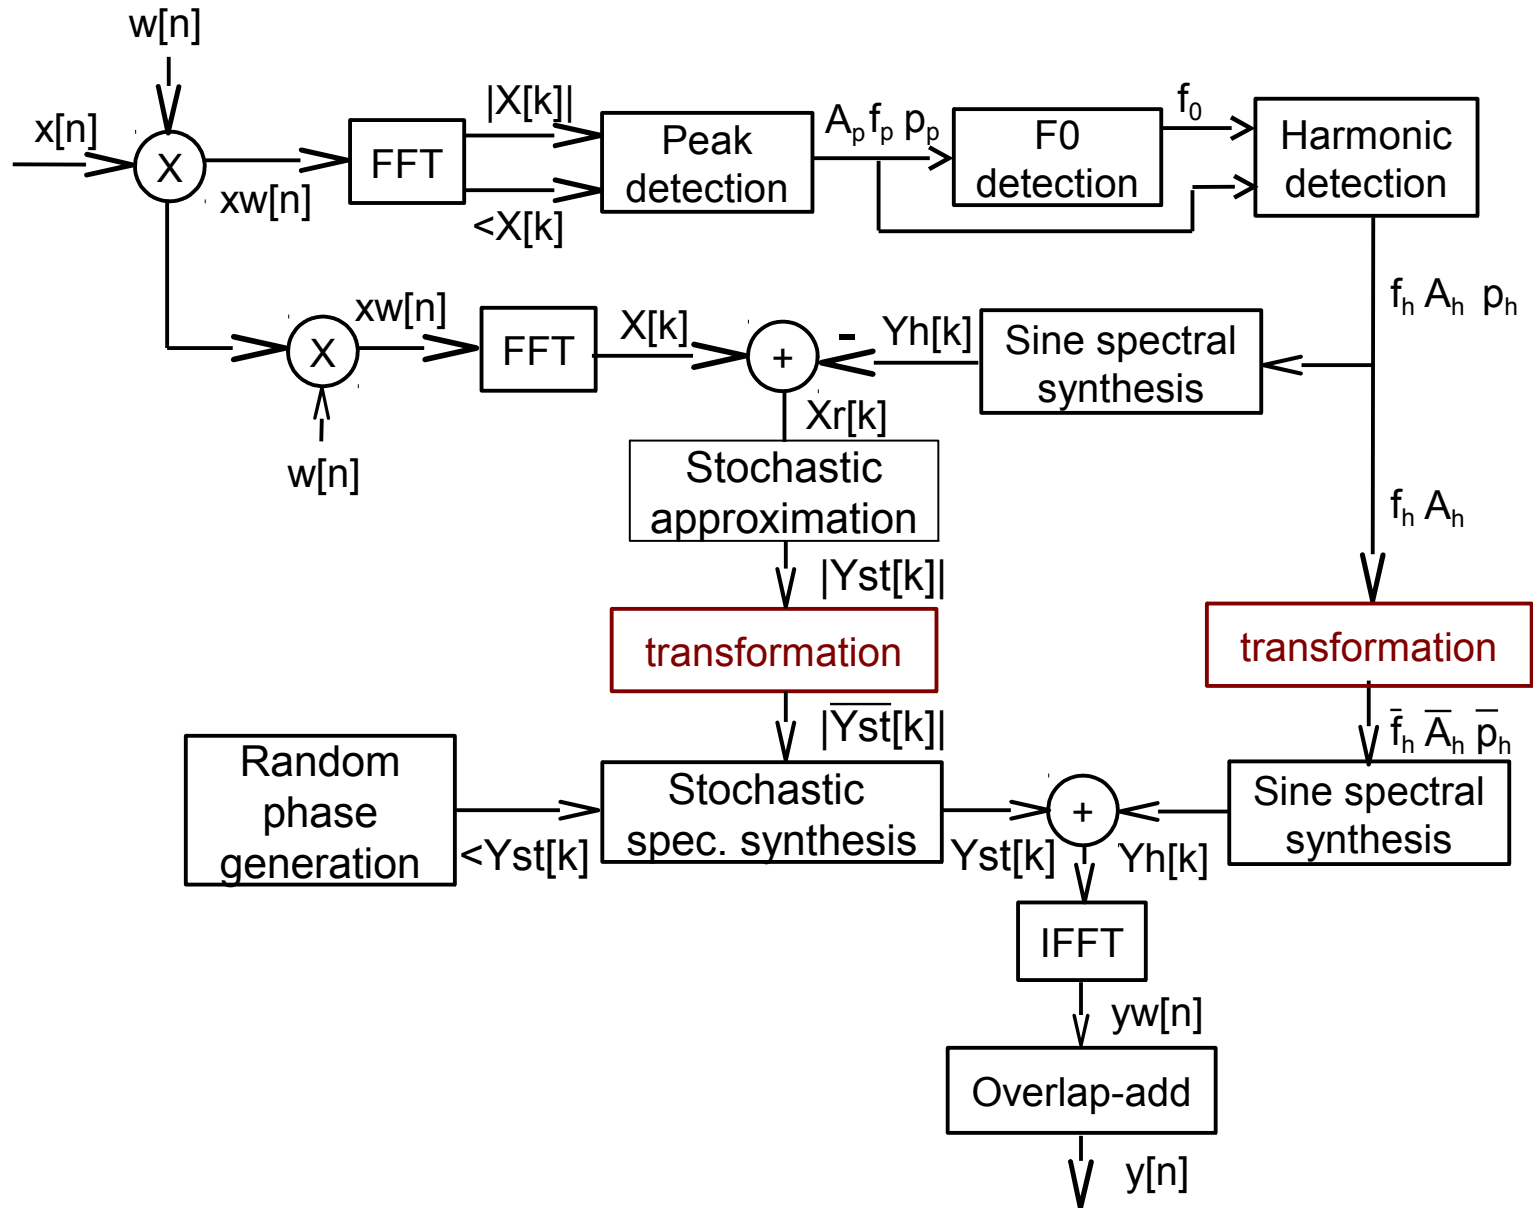 w[n]
x[n]
X
xw[n]
FFT
|X[k]|
<X[k]
Peak
detection
Aₚ fₚ pₚ
F0
detection
f₀
Harmonic
detection
fₕ Aₕ pₕ
X
w[n]
xw[n]
FFT
X[k]
+
-
Yh[k]
Sine spectral
synthesis
Xr[k]
Stochastic
approximation
fₕ Aₕ
|Yst[k]|
transformation
transformation
|Y̅s̅t̅[k]|
f̅ₕ A̅ₕ p̅ₕ
Random
phase
generation
<Yst[k]
Stochastic
spec. synthesis
Yst[k]
+
Yh[k]
Sine spectral
synthesis
IFFT
yw[n]
Overlap-add
y[n]